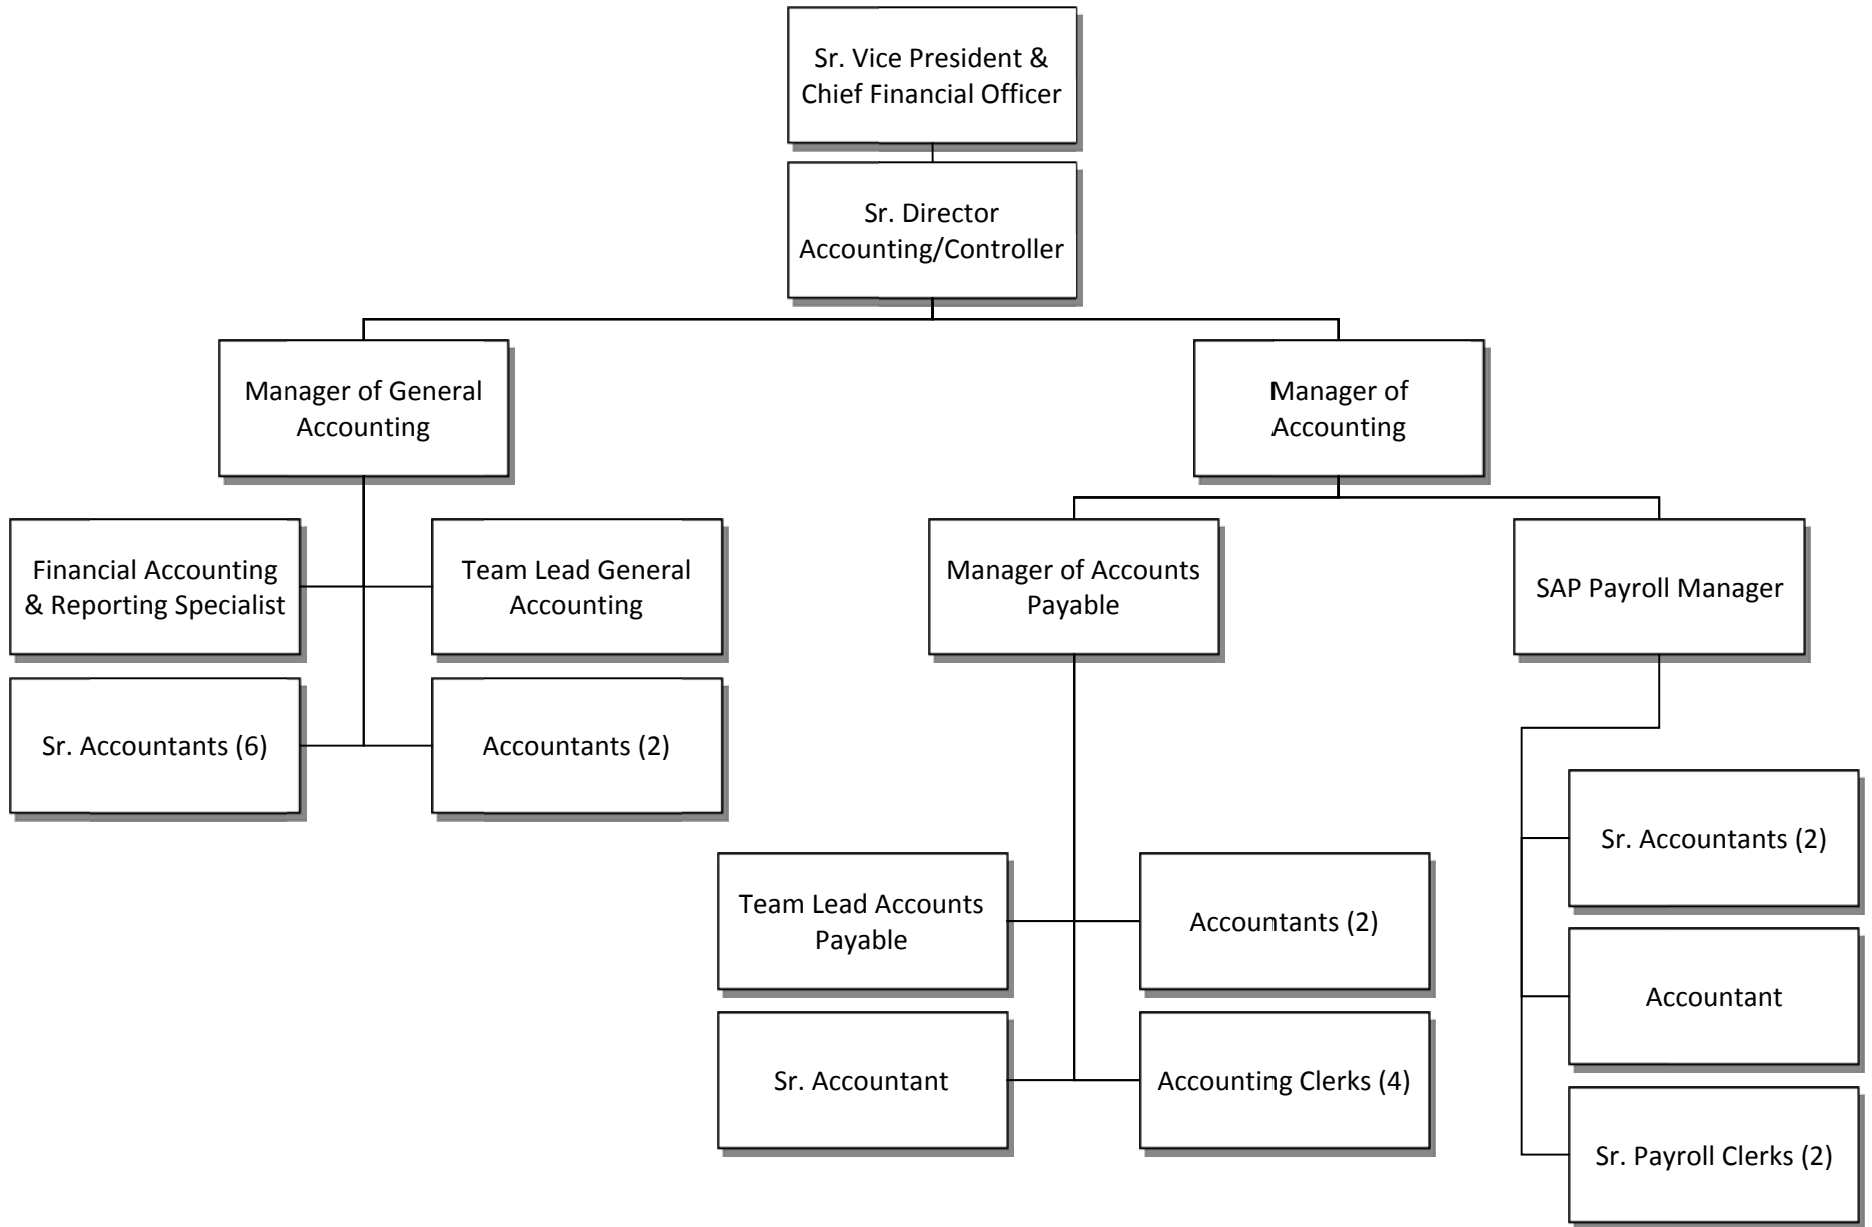 Sr. Vice President &
Chief Financial Officer
Sr. Director
Accounting/Controller
Manager of General
Accounting
Manager of
Accounting
Financial Accounting
& Reporting Specialist
Team Lead General
Accounting
Manager of Accounts
Payable
SAP Payroll Manager
Sr. Accountants (6)
Accountants (2)
Sr. Accountants (2)
Team Lead Accounts
Payable
Accountants (2)
Accountant
Sr. Accountant
Accounting Clerks (4)
Sr. Payroll Clerks (2)